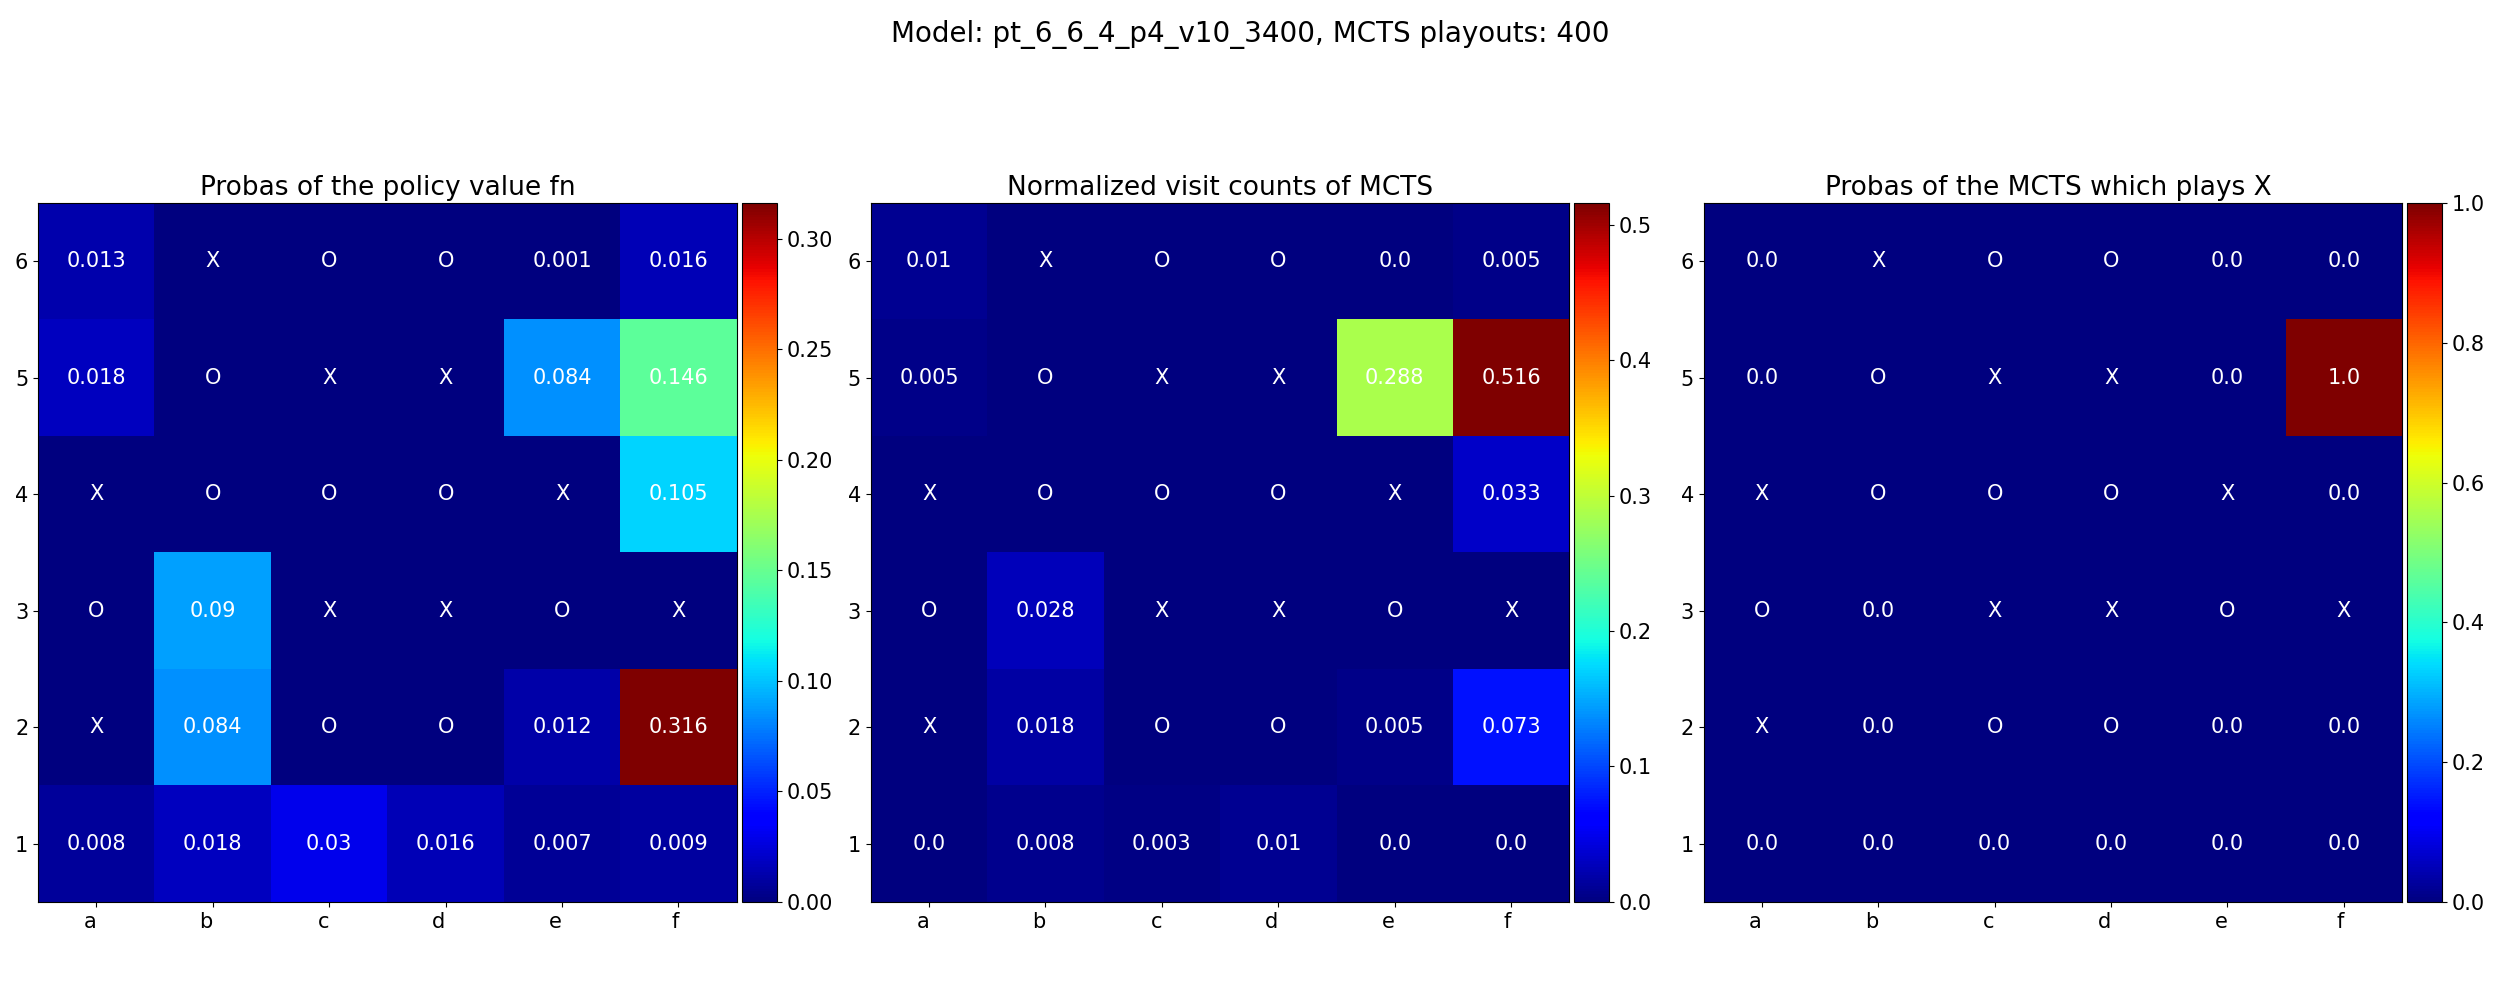 Model: pt_6_6_4_p4_v10_3400, MCTS playouts: 400
Probas of the policy value fn
6 0.013 X O O 0.001 0.016
5 0.018 O X X 0.084 0.146
4 X O O O X 0.105
3 O 0.09 X X O X
2 X 0.084 O O 0.012 0.316
1 0.008 0.018 0.03 0.016 0.007 0.009
a b c d e f
0.30
0.25
0.20
0.15
0.10
0.05
0.00
Normalized visit counts of MCTS
6 0.01 X O O 0.0 0.005
5 0.005 O X X 0.288 0.516
4 X O O O X 0.033
3 O 0.028 X X O X
2 X 0.018 O O 0.005 0.073
1 0.0 0.008 0.003 0.01 0.0 0.0
a b c d e f
0.5
0.4
0.3
0.2
0.1
0.0
Probas of the MCTS which plays X
6 0.0 X O O 0.0 0.0
5 0.0 O X X 0.0 1.0
4 X O O O X 0.0
3 O 0.0 X X O X
2 X 0.0 O O 0.0 0.0
1 0.0 0.0 0.0 0.0 0.0 0.0
a b c d e f
1.0
0.8
0.6
0.4
0.2
0.0